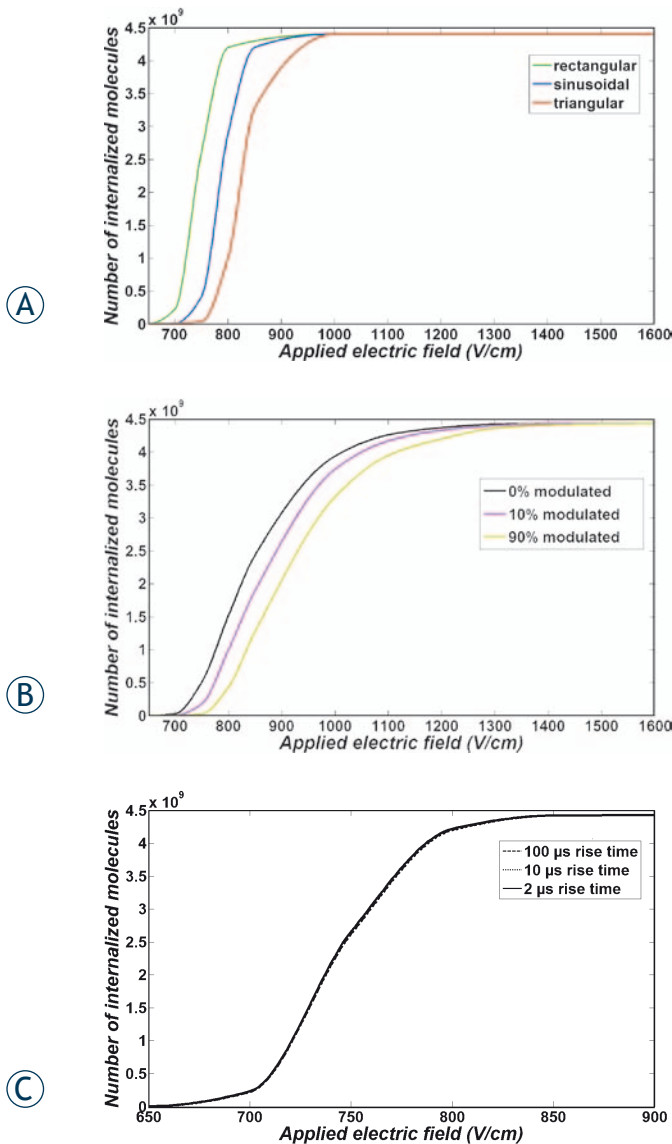 x 10⁹
4.5
4
3.5
3
2.5
2
1.5
1
0.5
0
Number of internalized molecules
rectangular
sinusoidal
triangular
700 800 900 1000 1100 1200 1300 1400 1500 1600
Applied electric field (V/cm)
A
x 10⁹
4.5
4
3.5
3
2.5
2
1.5
1
0.5
0
Number of internalized molecules
0% modulated
10% modulated
90% modulated
700 800 900 1000 1100 1200 1300 1400 1500 1600
Applied electric field (V/cm)
B
x 10⁹
4.5
4
3.5
3
2.5
2
1.5
1
0.5
0
Number of internalized molecules
100 µs rise time
10 µs rise time
2 µs rise time
650 700 750 800 850 900
Applied electric field (V/cm)
C